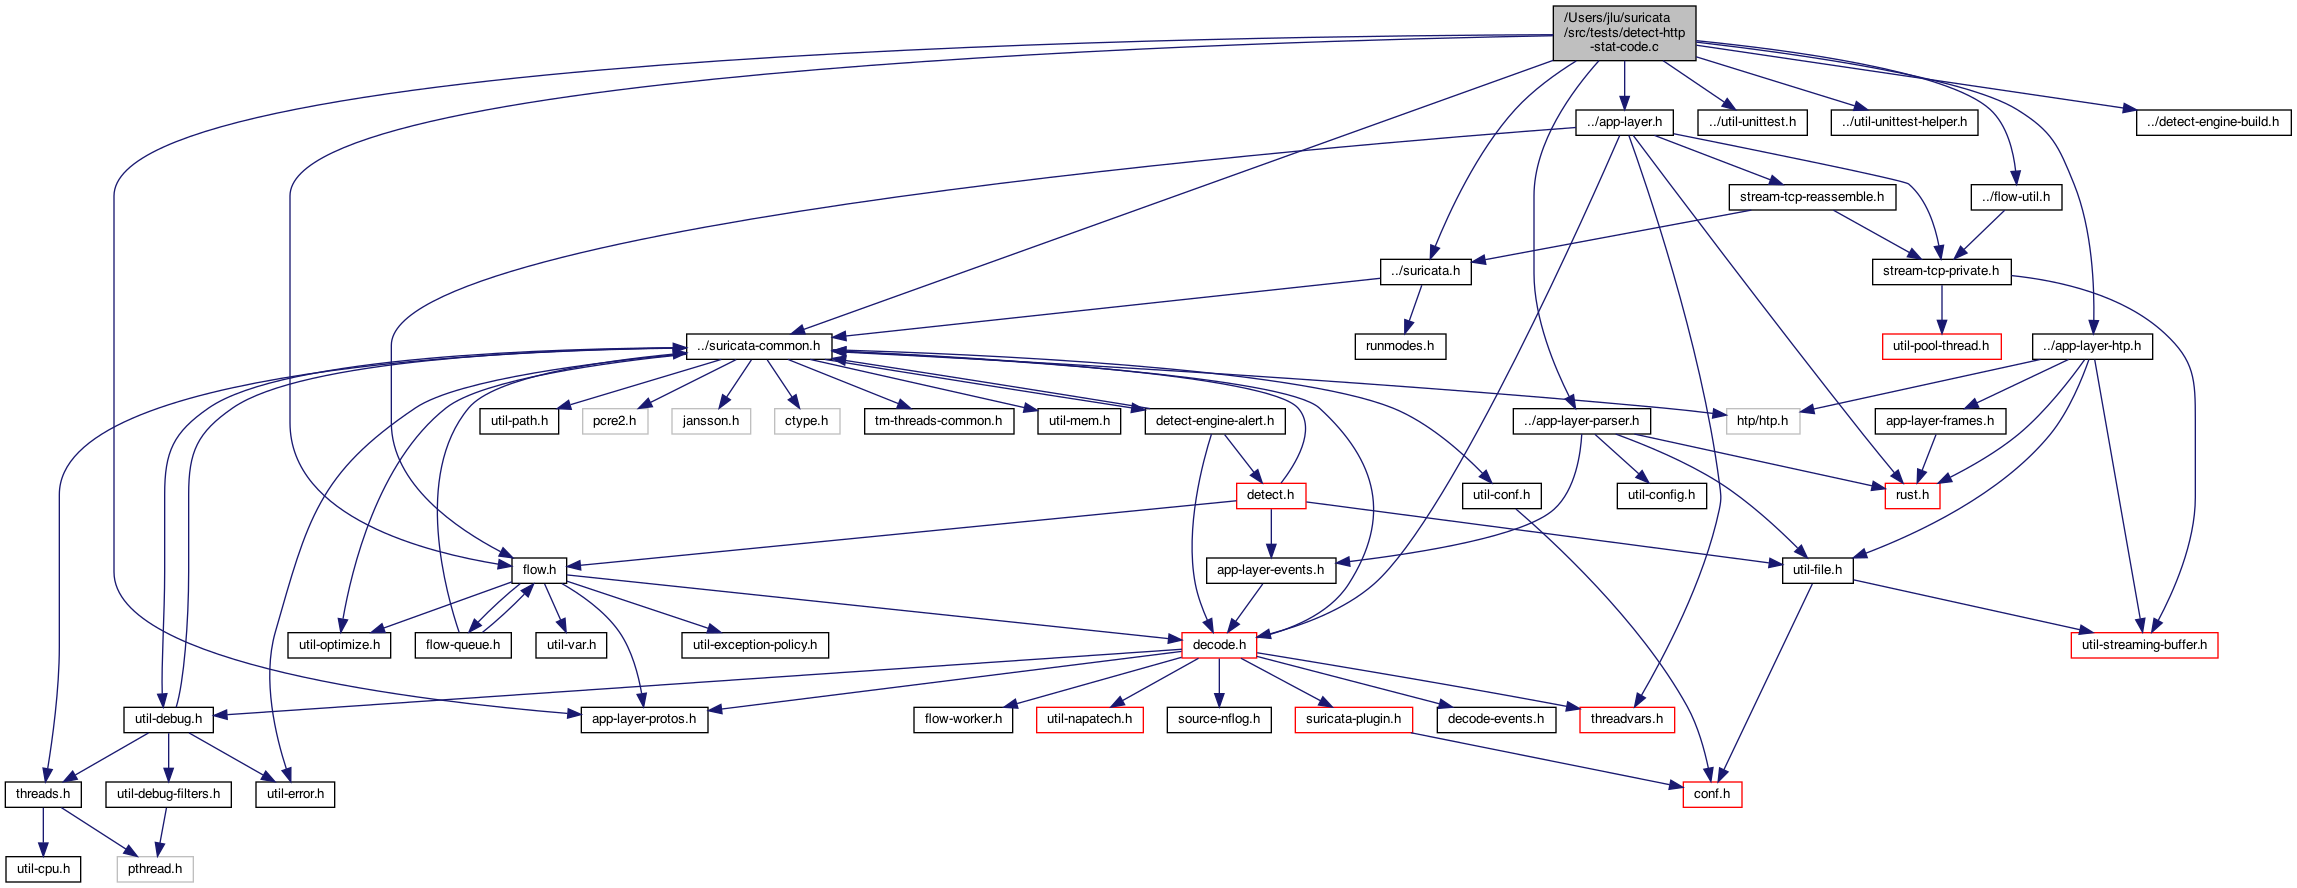 /Users/jlu/suricata
/src/tests/detect-http
-stat-code.c
../app-layer.h
../util-unittest.h
../util-unittest-helper.h
../detect-engine-build.h
stream-tcp-reassemble.h
../flow-util.h
../suricata.h
stream-tcp-private.h
../suricata-common.h
runmodes.h
util-pool-thread.h
../app-layer-htp.h
util-path.h
pcre2.h
jansson.h
ctype.h
tm-threads-common.h
util-mem.h
detect-engine-alert.h
../app-layer-parser.h
htp/htp.h
app-layer-frames.h
detect.h
util-conf.h
util-config.h
rust.h
flow.h
app-layer-events.h
util-file.h
util-optimize.h
flow-queue.h
util-var.h
util-exception-policy.h
decode.h
util-streaming-buffer.h
util-debug.h
app-layer-protos.h
flow-worker.h
util-napatech.h
source-nflog.h
suricata-plugin.h
decode-events.h
threadvars.h
threads.h
util-debug-filters.h
util-error.h
conf.h
util-cpu.h
pthread.h